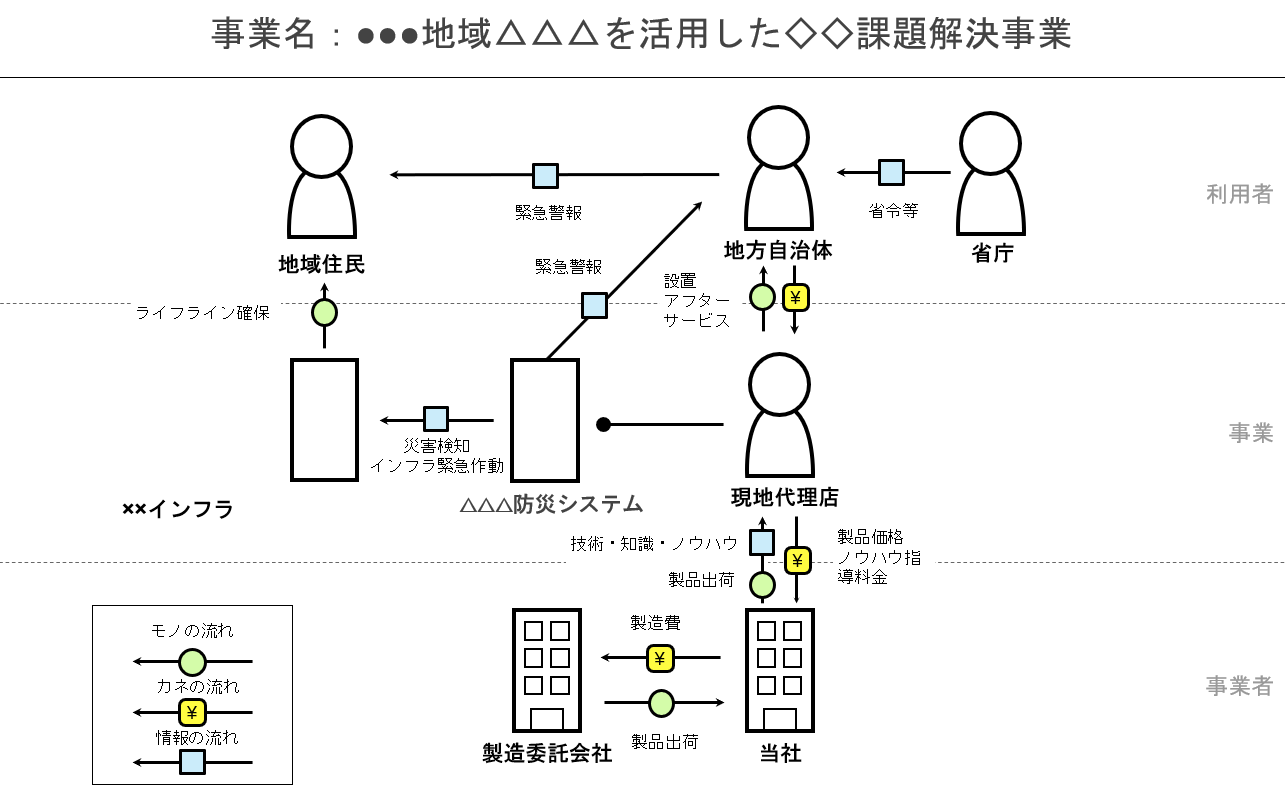 事業名：●●●地域△△△を活用した◇◇課題解決事業
利用者
緊急警報
省令等
地域住民
地方自治体
省庁
緊急警報
設置
アフター
サービス
¥
ライフライン確保
事業
災害検知
インフラ緊急作動
××インフラ
△△△防災システム
現地代理店
技術・知識・ノウハウ
製品出荷
¥
製品価格
ノウハウ指
導料金
事業者
製造費
¥
製品出荷
製造委託会社
当社
モノの流れ
カネの流れ
¥
情報の流れ